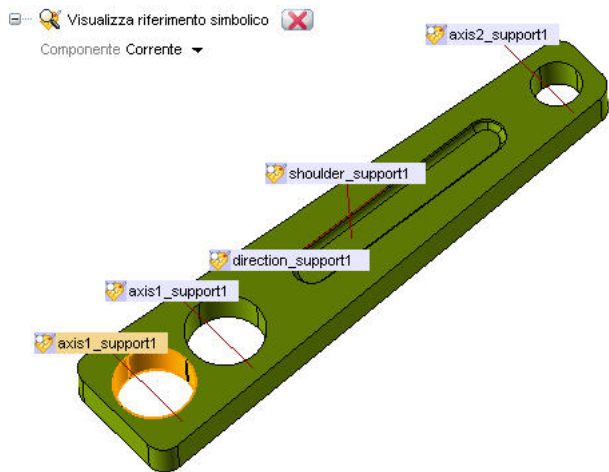 Visualizza riferimento simbolico
Componente Corrente
axis2_support1
shoulder_support1
direction_support1
axis1_support1
axis1_support1